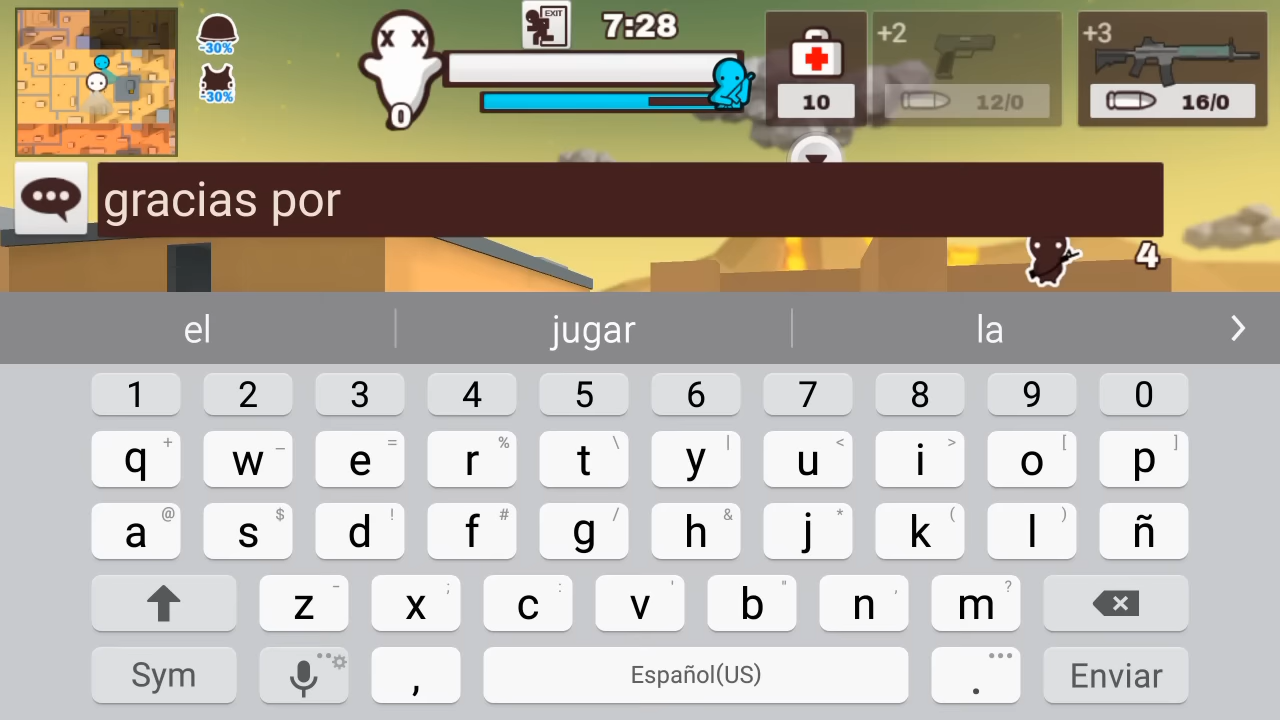 EXIT
7:28
-30%
-30%
0
10
+2
12/0
+3
16/0
gracias por
4
el jugar la
1 2 3 4 5 6 7 8 9 0
q + w _ e = r % t \ y | u < i > o [ p ]
a @ s $ d ! f # g / h & j * k ( l ) ñ
z - x ; c : v ' b " n , m ?
Sym , Español(US) . Enviar